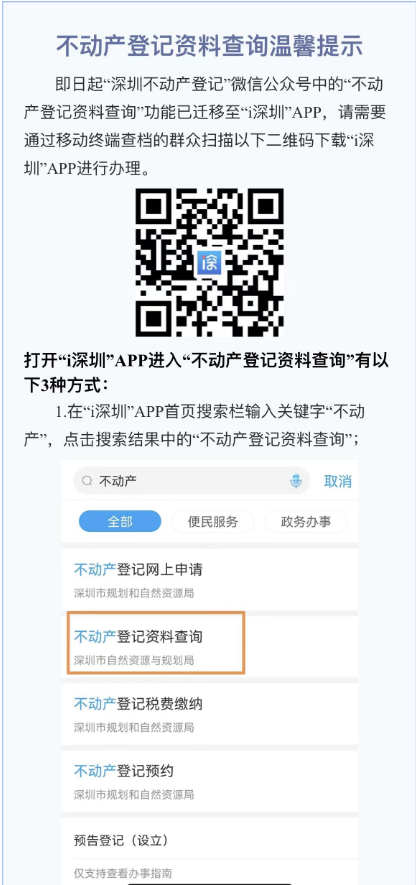 不动产登记资料查询温馨提示
即日起“深圳不动产登记”微信公众号中的“不动
产登记资料查询”功能已迁移至“i深圳”APP，请需要
通过移动终端查档的群众扫描以下二维码下载“i深
圳”APP进行办理。
i深
打开“i深圳”APP进入“不动产登记资料查询”有以
下3种方式：
1.在“i深圳”APP首页搜索栏输入关键字“不动
产”，点击搜索结果中的“不动产登记资料查询”；
不动产 取消
全部 便民服务 政务办事
不动产登记网上申请
深圳市规划和自然资源局
不动产登记资料查询
深圳市自然资源与规划局
不动产登记税费缴纳
深圳市规划和自然资源局
不动产登记预约
深圳市规划和自然资源局
预告登记（设立）
仅支持查看办事指南